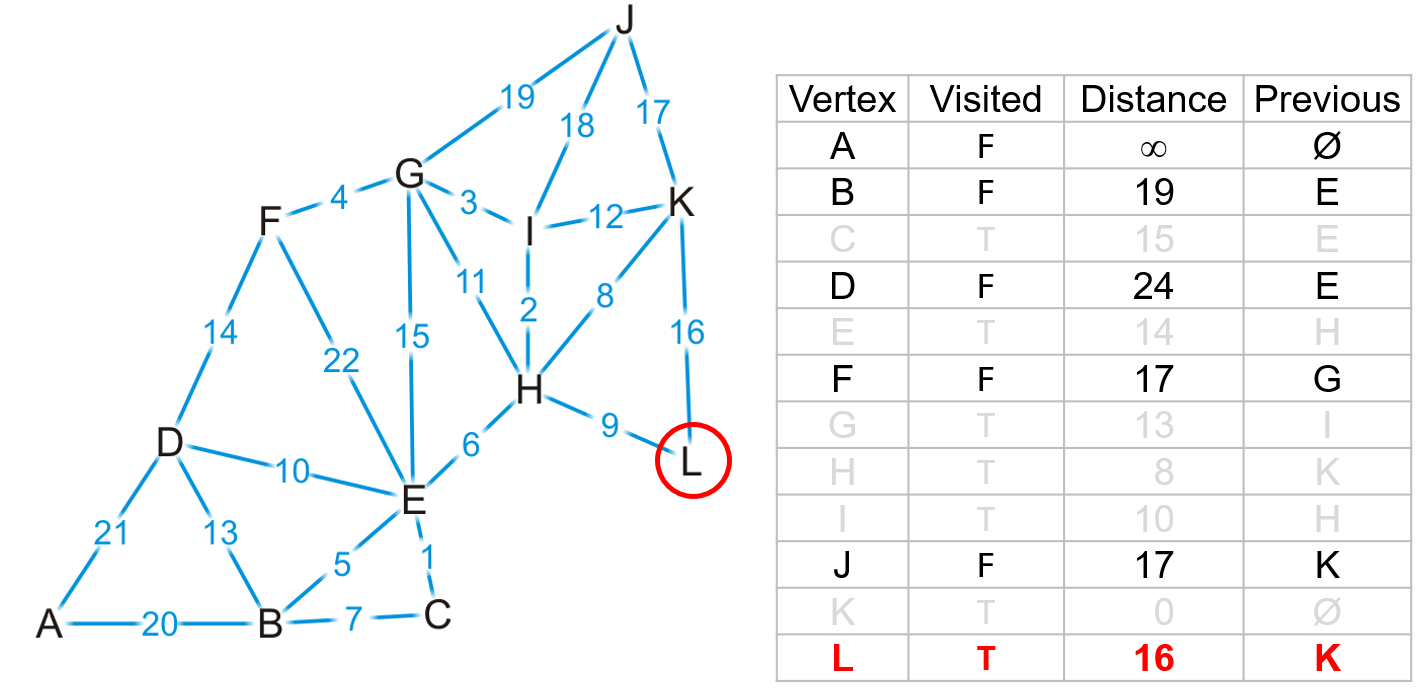 J
19
18
17
G
4
3
K
12
F
I
11
8
2
14
15
16
22
H
9
6
D
L
10
E
21
13
5
1
C
A
20
B
7
Vertex Visited Distance Previous
A F ∞ Ø
B F 19 E
C T 15 E
D F 24 E
E T 14 H
F F 17 G
G T 13 I
H T 8 K
I T 10 H
J F 17 K
K T 0 Ø
L T 16 K